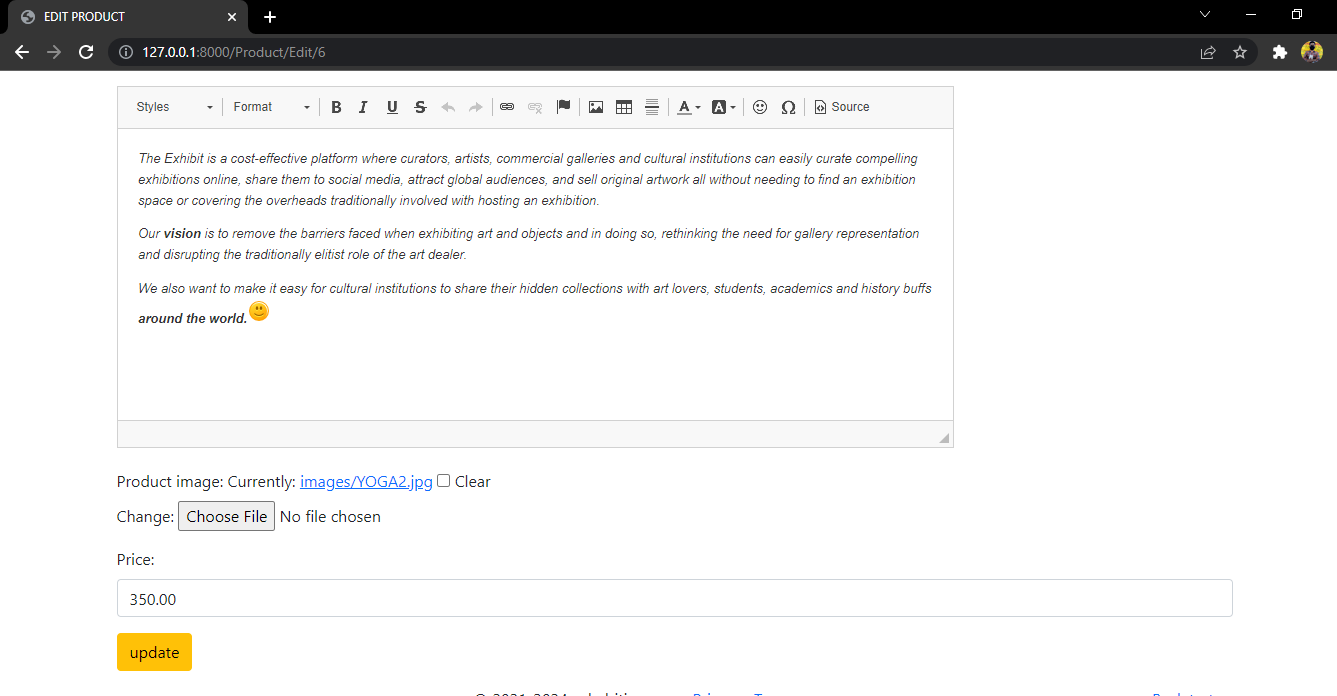 EDIT PRODUCT
127.0.0.1:8000/Product/Edit/6
Styles Format B I U S A A Ω Source
The Exhibit is a cost-effective platform where curators, artists, commercial galleries and cultural institutions can easily curate compelling
exhibitions online, share them to social media, attract global audiences, and sell original artwork all without needing to find an exhibition
space or covering the overheads traditionally involved with hosting an exhibition.
Our vision is to remove the barriers faced when exhibiting art and objects and in doing so, rethinking the need for gallery representation
and disrupting the traditionally elitist role of the art dealer.
We also want to make it easy for cultural institutions to share their hidden collections with art lovers, students, academics and history buffs
around the world.
Product image: Currently: images/YOGA2.jpg Clear
Change: Choose File No file chosen
Price:
350.00
update